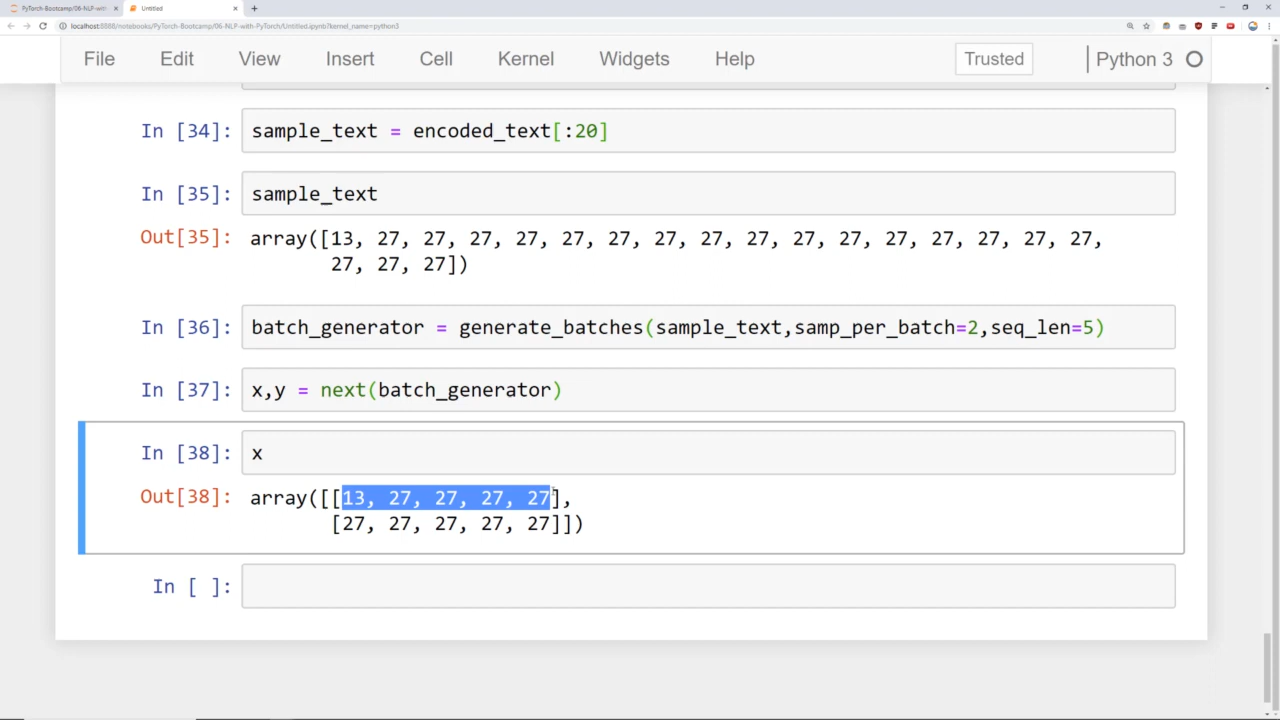 PyTorch-Bootcamp/06-NLP-with-
Untitled
localhost:8888/notebooks/PyTorch-Bootcamp/06-NLP-with-PyTorch/Untitled.ipynb?kernel_name=python3
File Edit View Insert Cell Kernel Widgets Help Trusted Python 3
In [34]: sample_text = encoded_text[:20]
In [35]: sample_text
Out[35]: array([13, 27, 27, 27, 27, 27, 27, 27, 27, 27, 27, 27, 27, 27, 27, 27, 27,
27, 27, 27])
In [36]: batch_generator = generate_batches(sample_text,samp_per_batch=2,seq_len=5)
In [37]: x,y = next(batch_generator)
In [38]: x
Out[38]: array([[13, 27, 27, 27, 27],
[27, 27, 27, 27, 27]])
In [ ]: